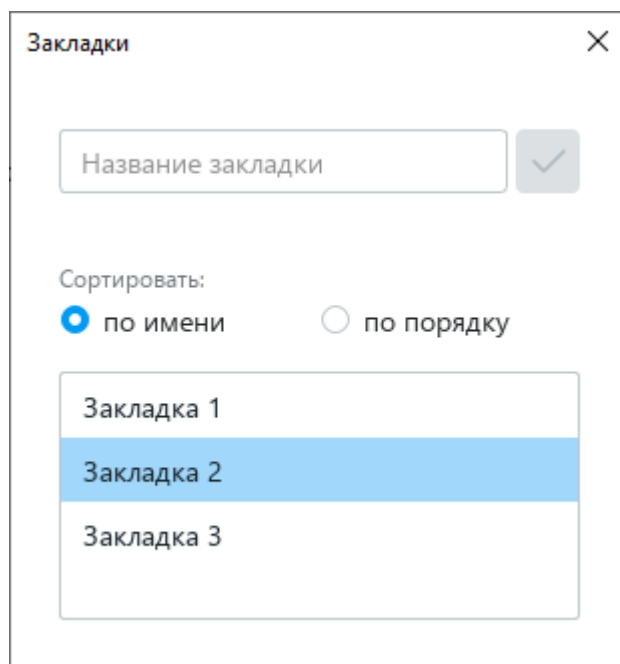 Закладки
Название закладки
Сортировать:
по имени по порядку
Закладка 1
Закладка 2
Закладка 3